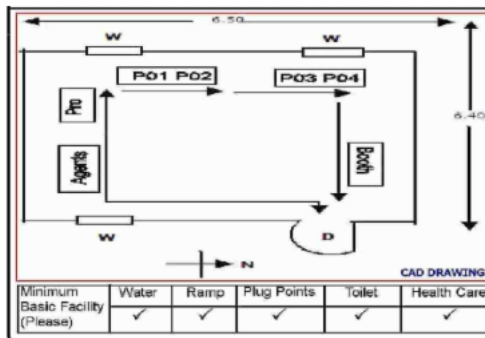 6.50
W
W
P01 P02
P03 P04
6.40
Pro
Agents
Booth
W
D
N
CAD DRAWING
Minimum Basic Facility (Please)
Water
Ramp
Plug Points
Toilet
Health Care
✓
✓
✓
✓
✓